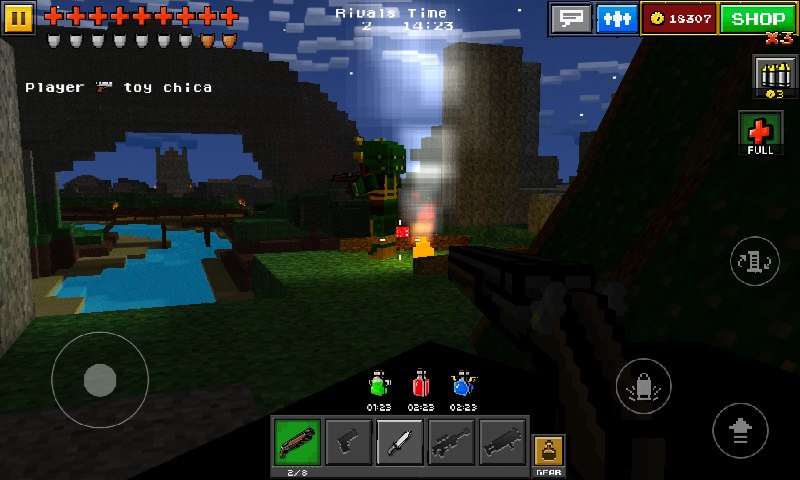 Rivals Time
2 14:23
18307
SHOP
×3
Player toy chica
3
FULL
01:23 02:23 02:23
2/8
GEAR